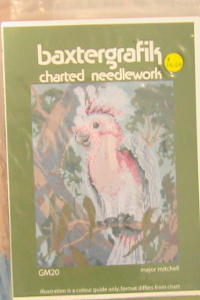 baxtergrafik
charted needlework
GM20
major mitchell
illustration is a colour guide only, format differs from chart